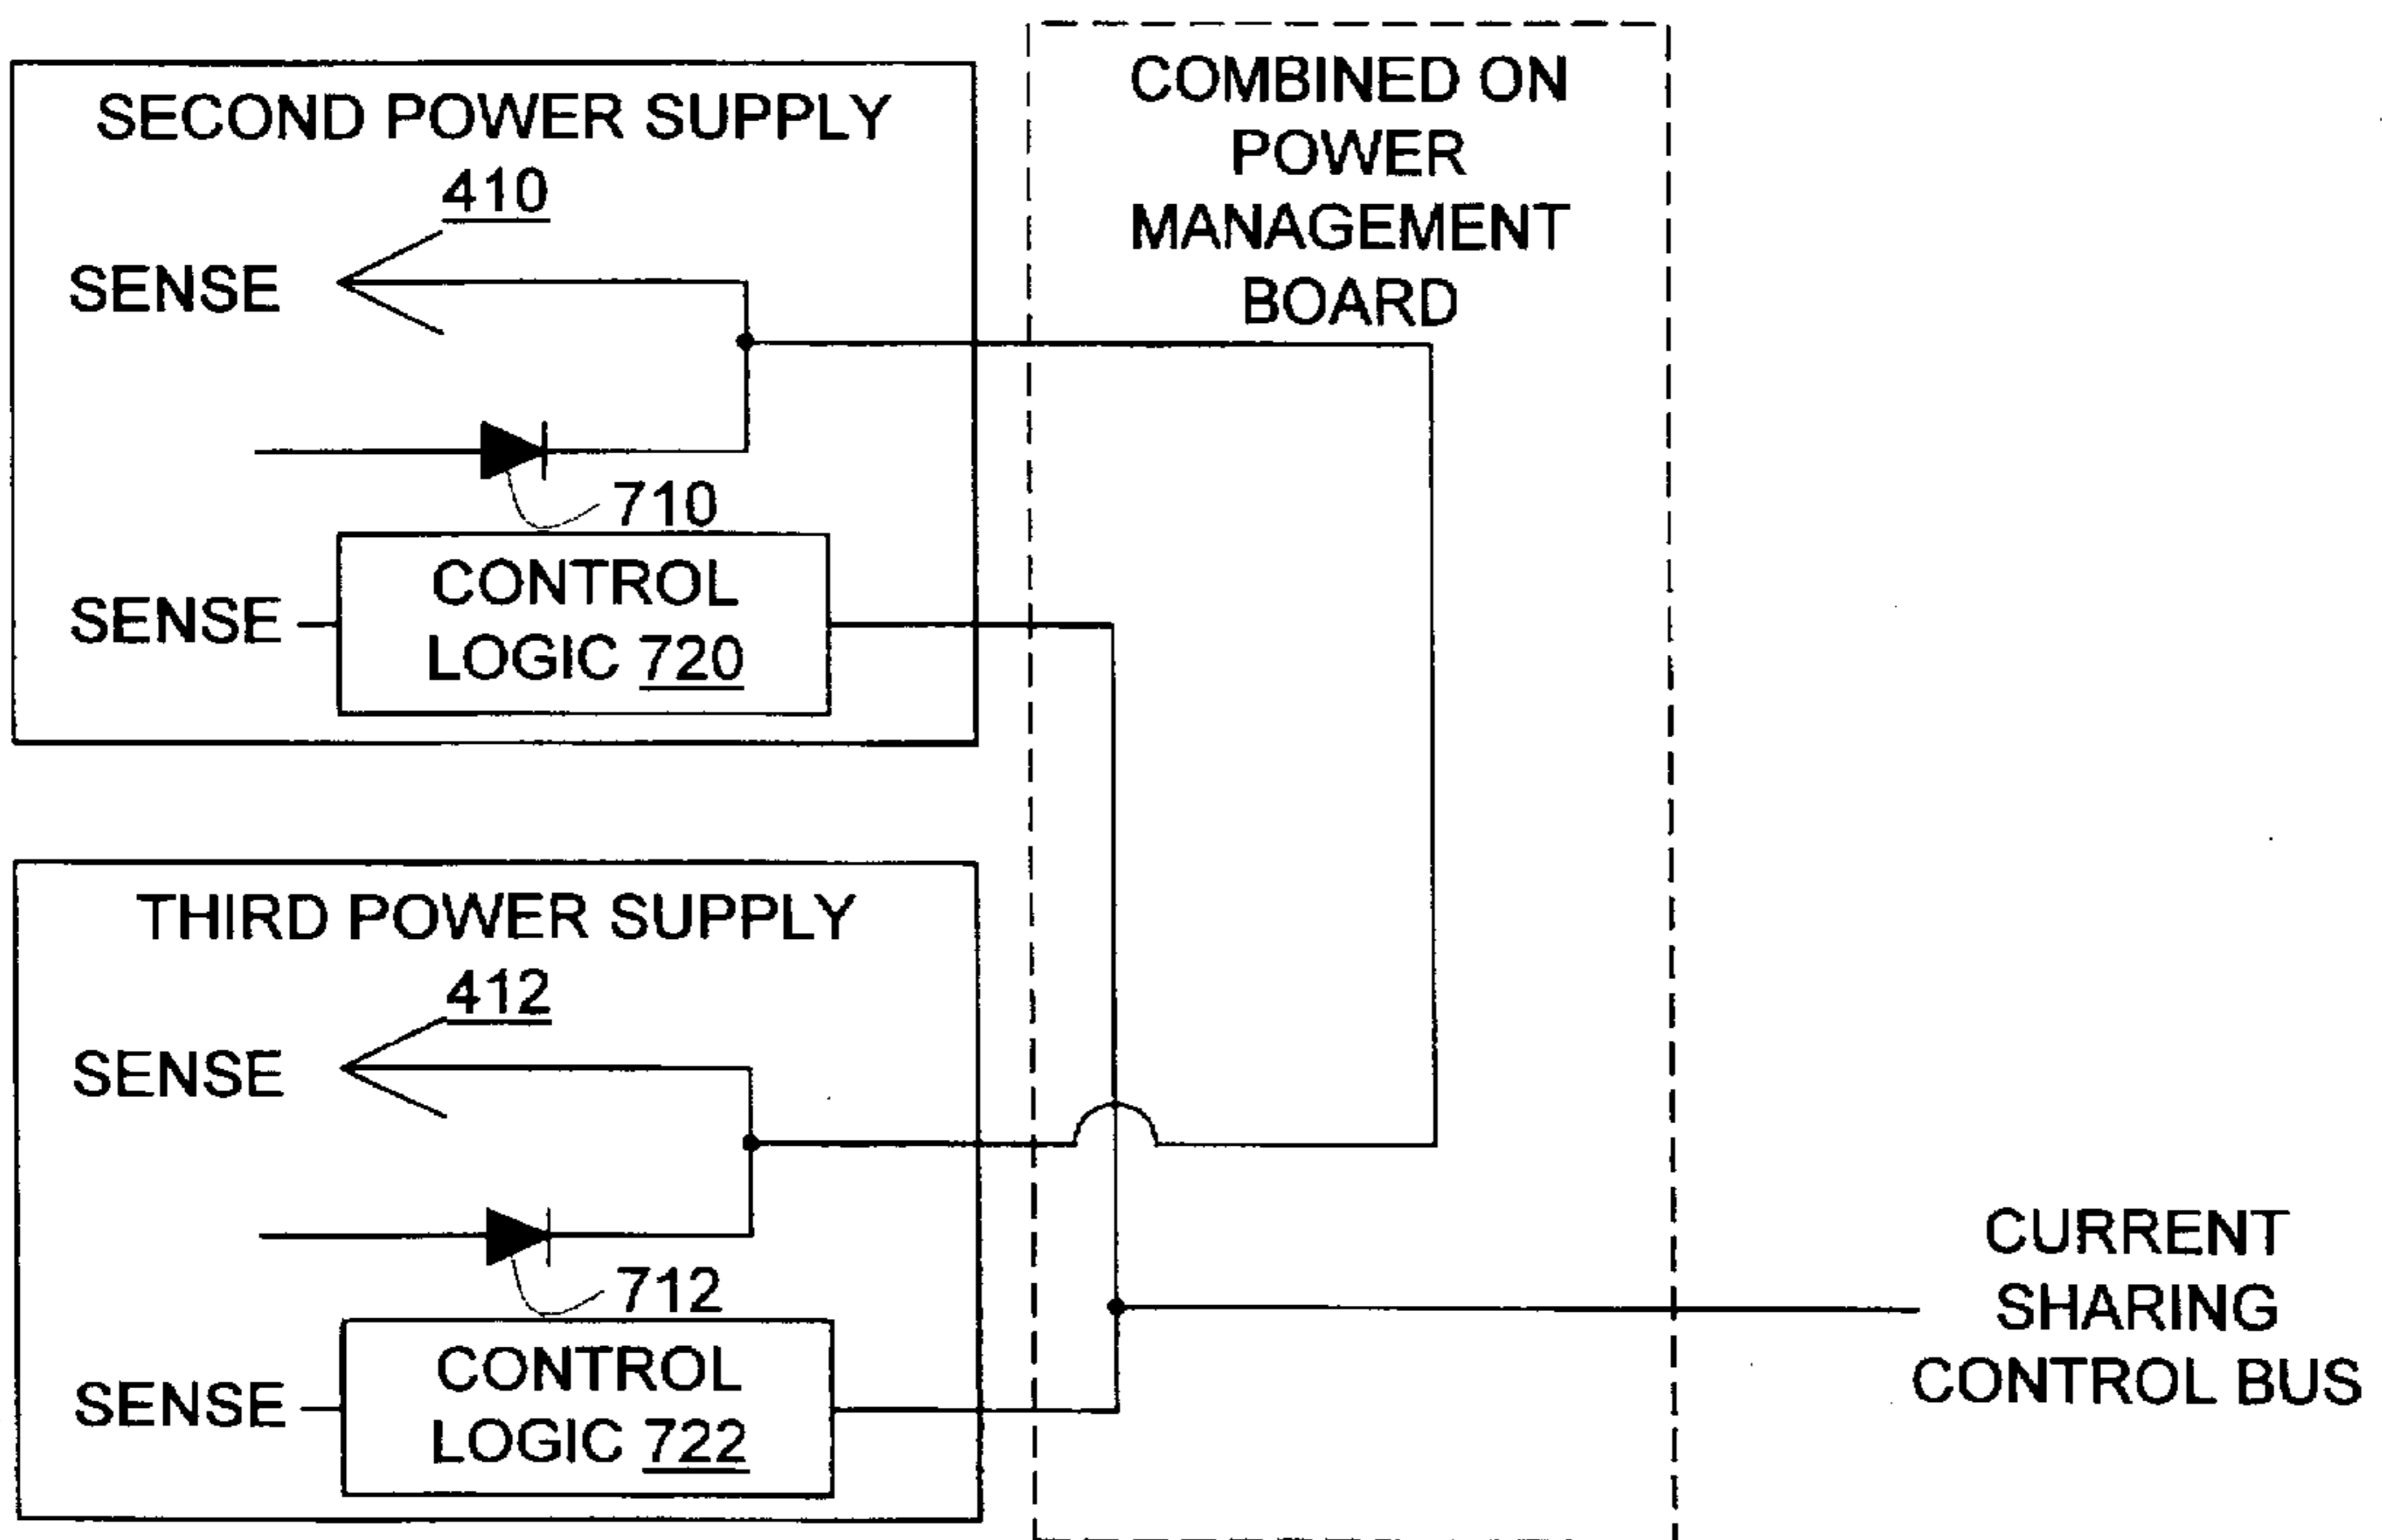 SECOND POWER SUPPLY
410
SENSE
710
SENSE
CONTROL
LOGIC 720
COMBINED ON
POWER
MANAGEMENT
BOARD
THIRD POWER SUPPLY
412
SENSE
712
SENSE
CONTROL
LOGIC 722
CURRENT
SHARING
CONTROL BUS